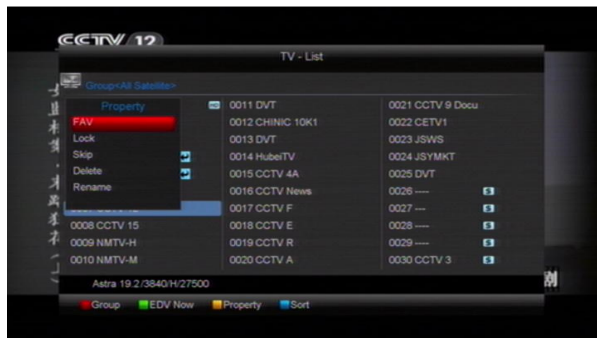 CCTV 12
TV - List
Group<All Satellite>
Property
FAV
Lock
Skip
Delete
Rename
0008 CCTV 15
0009 NMTV-H
0010 NMTV-M
HD
0011 DVT
0012 CHINIC 10K1
0013 DVT
0014 HubeiTV
0015 CCTV 4A
0016 CCTV News
0017 CCTV F
0018 CCTV E
0019 CCTV R
0020 CCTV A
0021 CCTV 9 Docu
0022 CETV1
0023 JSWS
0024 JSYMKT
0025 DVT
0026 ---- S
0027 --- S
0028 ---- S
0029 ---- S
0030 CCTV 3 S
Astra 19.2/3840/H/27500
Group EDV Now Property Sort
剧